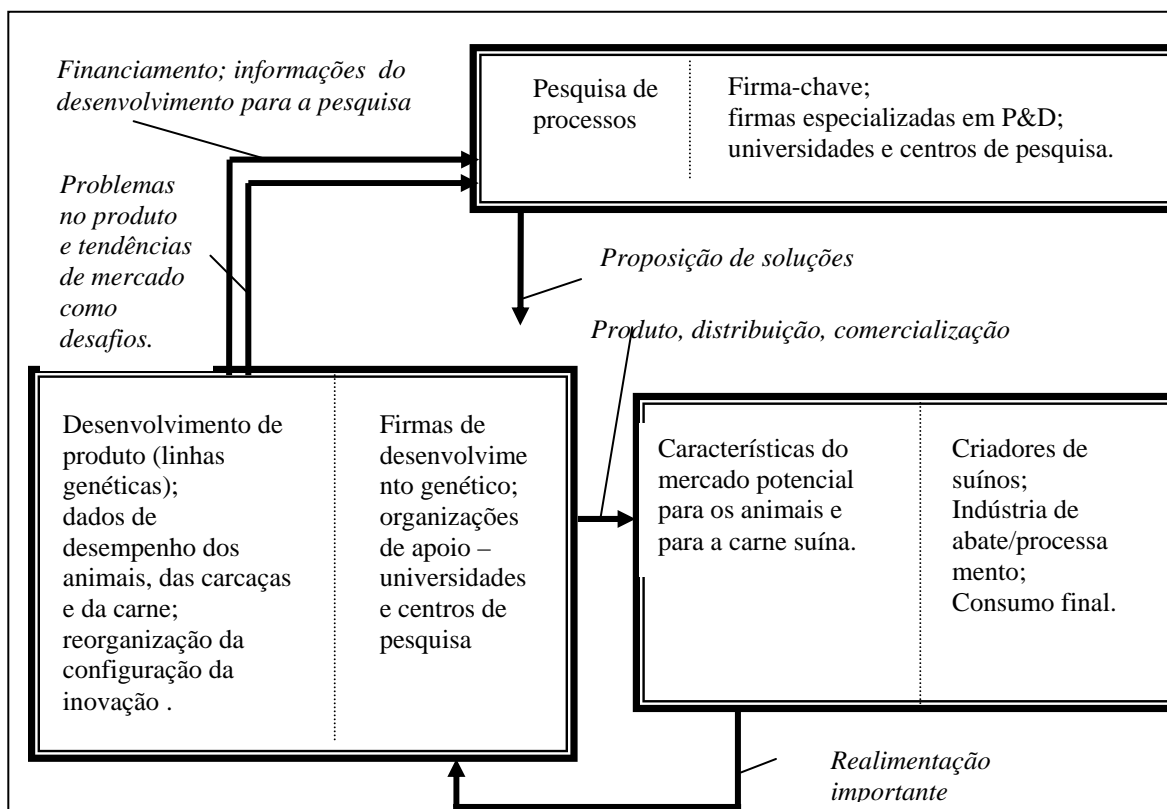 Financiamento; informações do
desenvolvimento para a pesquisa
Pesquisa de
processos
Firma-chave;
firmas especializadas em P&D;
universidades e centros de pesquisa.
Problemas
no produto
e tendências
de mercado
como
desafios.
Proposição de soluções
Produto, distribuição, comercialização
Desenvolvimento de
produto (linhas
genéticas);
dados de
desempenho dos
animais, das carcaças
e da carne;
reorganização da
configuração da
inovação .
Firmas de
desenvolvime
nto genético;
organizações
de apoio –
universidades
e centros de
pesquisa
Características do
mercado potencial
para os animais e
para a carne suína.
Criadores de
suínos;
Indústria de
abate/processa
mento;
Consumo final.
Realimentação
importante